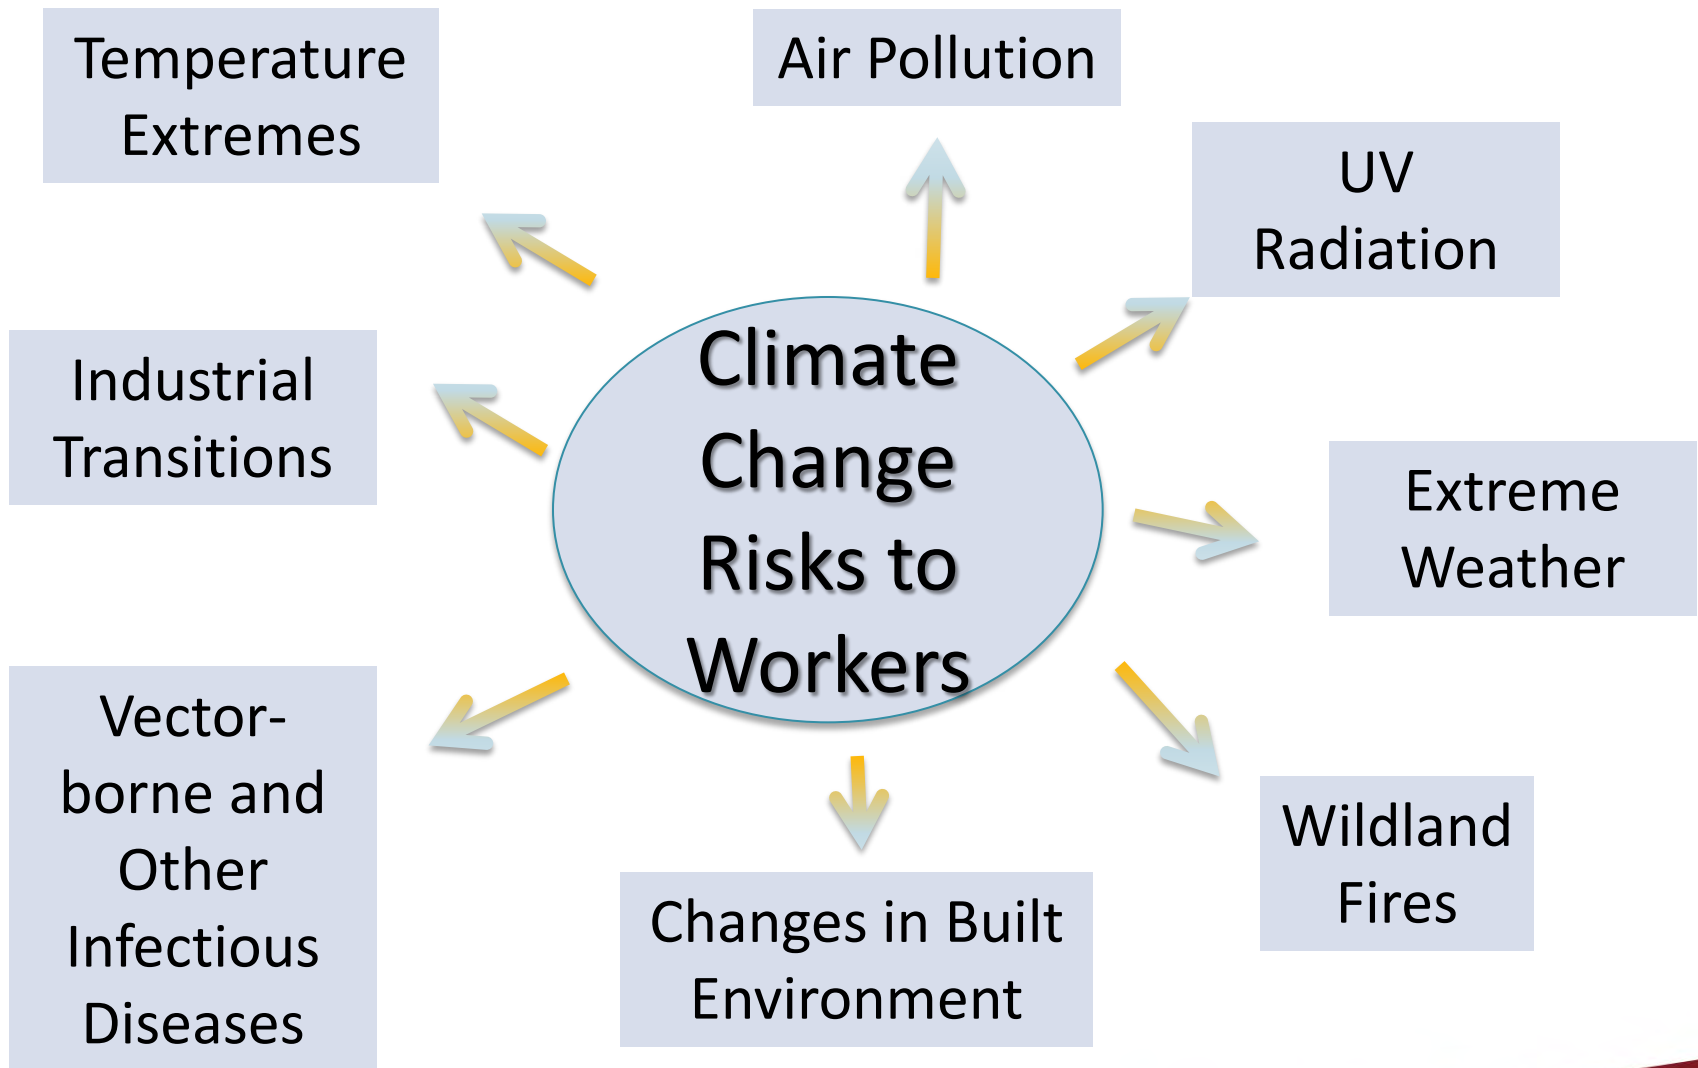 Temperature
Extremes
Air Pollution
UV
Radiation
Industrial
Transitions
Climate
Change
Risks to
Workers
Extreme
Weather
Vector-
borne and
Other
Infectious
Diseases
Changes in Built
Environment
Wildland
Fires